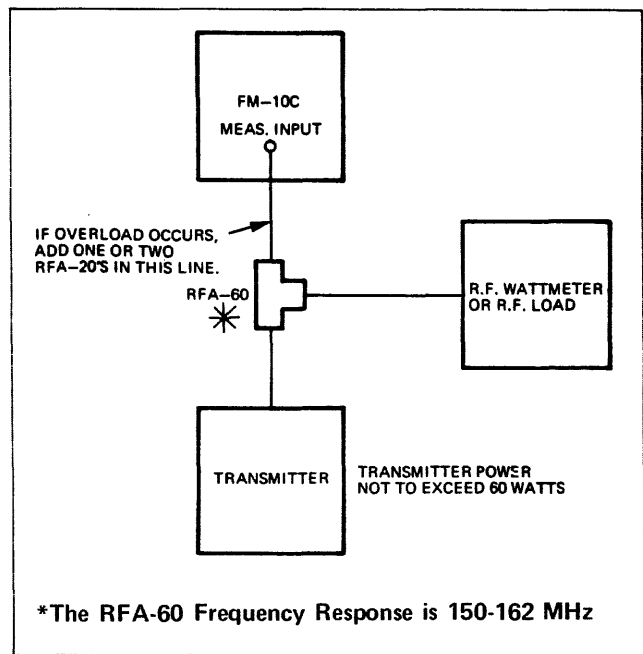 FM-10C
MEAS. INPUT
IF OVERLOAD OCCURS,
ADD ONE OR TWO
RFA-20'S IN THIS LINE.
RFA-60
R.F. WATTMETER
OR R.F. LOAD
TRANSMITTER
TRANSMITTER POWER
NOT TO EXCEED 60 WATTS
*The RFA-60 Frequency Response is 150-162 MHz